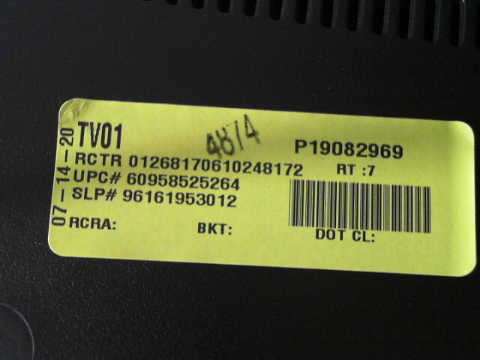 07-14-20
TV01
4874
P19082969
RCTR 01268170610248172 RT :7
UPC# 60958525264
SLP# 96161953012
RCRA: BKT: DOT CL: